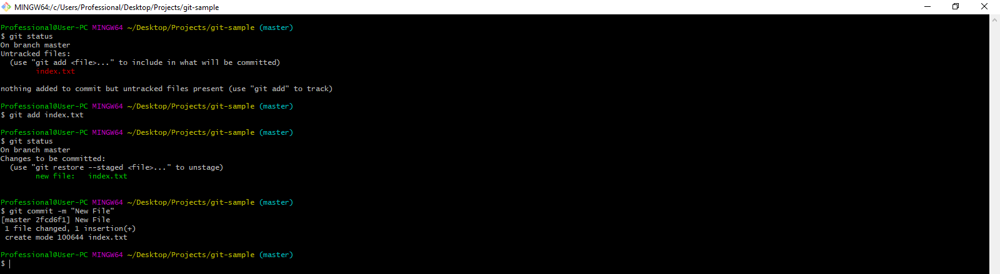 MINGW64:/c/Users/Professional/Desktop/Projects/git-sample
Professional@User-PC MINGW64 ~/Desktop/Projects/git-sample (master)
$ git status
On branch master
Untracked files:
  (use "git add <file>..." to include in what will be committed)
        index.txt
nothing added to commit but untracked files present (use "git add" to track)
Professional@User-PC MINGW64 ~/Desktop/Projects/git-sample (master)
$ git add index.txt
Professional@User-PC MINGW64 ~/Desktop/Projects/git-sample (master)
$ git status
On branch master
Changes to be committed:
  (use "git restore --staged <file>..." to unstage)
        new file:   index.txt
Professional@User-PC MINGW64 ~/Desktop/Projects/git-sample (master)
$ git commit -m "New File"
[master 2fcd6f1] New File
 1 file changed, 1 insertion(+)
 create mode 100644 index.txt
Professional@User-PC MINGW64 ~/Desktop/Projects/git-sample (master)
$